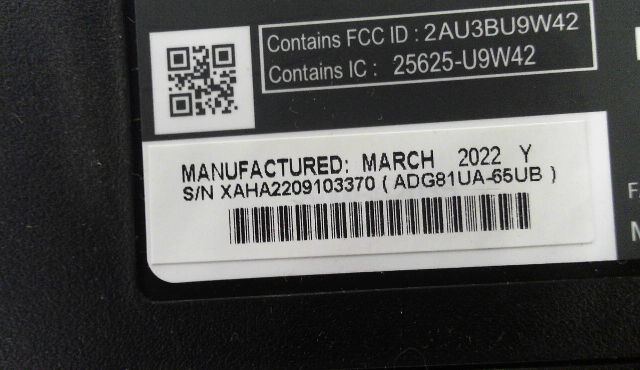 Contains FCC ID : 2AU3BU9W42
Contains IC : 25625-U9W42
MANUFACTURED: MARCH 2022 Y
S/N XAHA2209103370 ( ADG81UA-65UB )